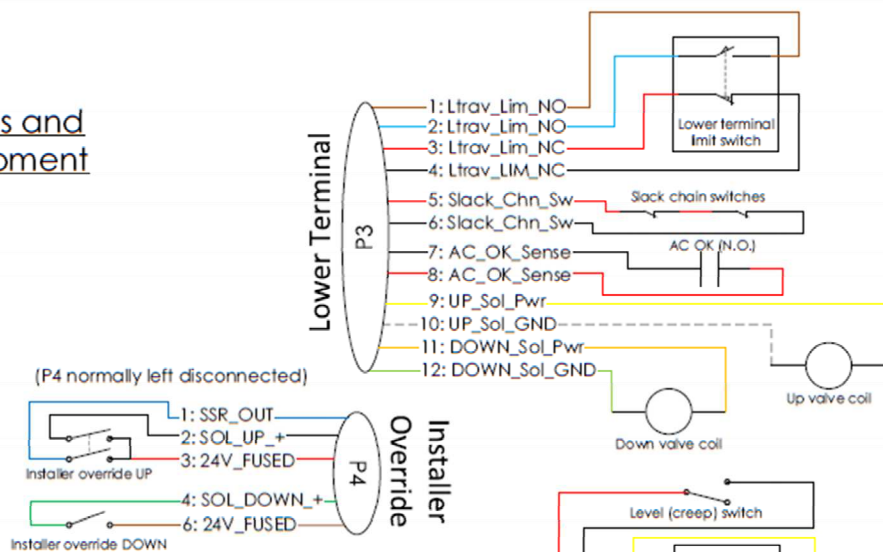 s and
pment
Lower Terminal
P3
1: Ltrav_Lim_NO
2: Ltrav_Lim_NO
3: Ltrav_Lim_NC
4: Ltrav_LIM_NC
5: Slack_Chn_Sw
6: Slack_Chn_Sw
7: AC_OK_Sense
8: AC_OK_Sense
9: UP_Sol_Pwr
10: UP_Sol_GND
11: DOWN_Sol_Pwr
12: DOWN_Sol_GND
Lower terminal
limit switch
Slack chain switches
AC OK (N.O.)
Up valve coil
Down valve coil
(P4 normally left disconnected)
1: SSR_OUT
2: SOL_UP_+
3: 24V_FUSED
4: SOL_DOWN_+
6: 24V_FUSED
P4
Installer
Override
Installer override UP
Installer override DOWN
Level (creep) switch